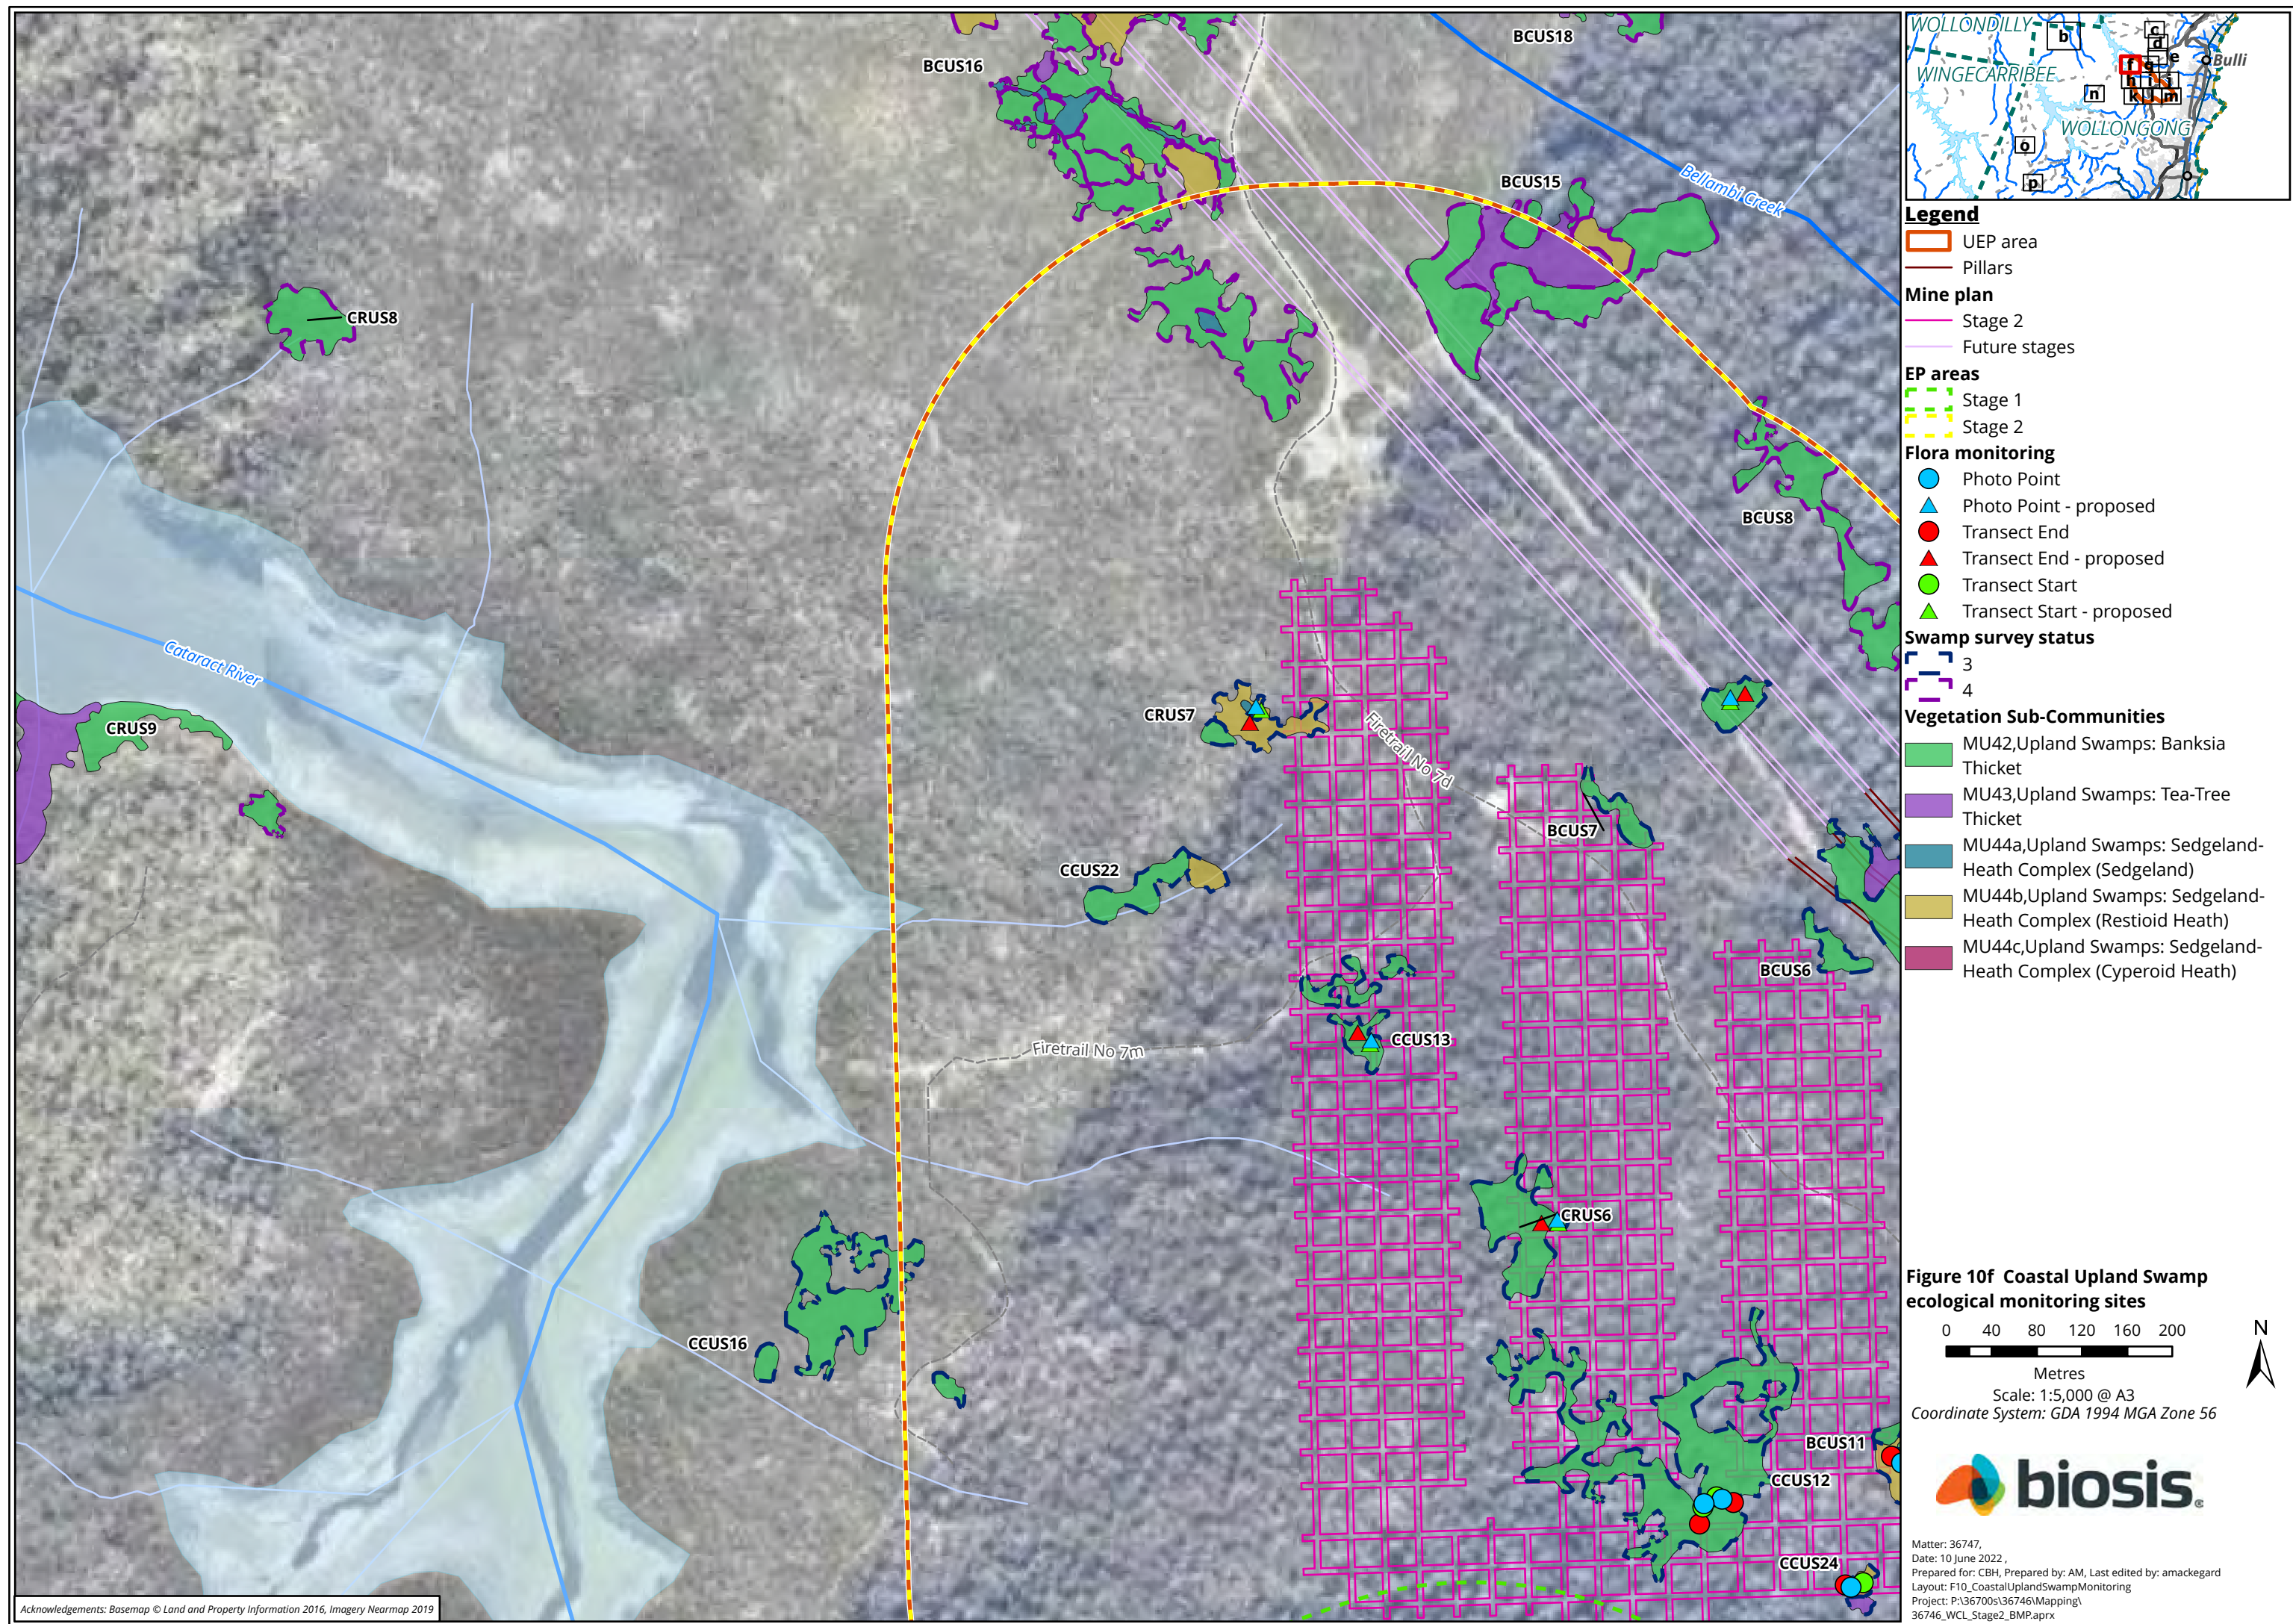 BCUS18
BCUS16
BCUS15
Bellambi Creek
CRUS8
BCUS8
Cataract River
CRUS9
CRUS7
Firetrail No 7d
BCUS7
CCUS22
BCUS6
CCUS13
Firetrail No 7m
CRUS6
CCUS16
BCUS11
CCUS12
CCUS24
Acknowledgements: Basemap © Land and Property Information 2016, Imagery Nearmap 2019
WOLLONDILLY
b
c
d
e
Bulli
f
WINGECARRIBEE
h
n
k
m
WOLLONGONG
o
p
Legend
UEP area
Pillars
Mine plan
Stage 2
Future stages
EP areas
Stage 1
Stage 2
Flora monitoring
Photo Point
Photo Point - proposed
Transect End
Transect End - proposed
Transect Start
Transect Start - proposed
Swamp survey status
3
4
Vegetation Sub-Communities
MU42,Upland Swamps: Banksia
Thicket
MU43,Upland Swamps: Tea-Tree
Thicket
MU44a,Upland Swamps: Sedgeland-
Heath Complex (Sedgeland)
MU44b,Upland Swamps: Sedgeland-
Heath Complex (Restioid Heath)
MU44c,Upland Swamps: Sedgeland-
Heath Complex (Cyperoid Heath)
Figure 10f Coastal Upland Swamp
ecological monitoring sites
0 40 80 120 160 200
Metres
N
Scale: 1:5,000 @ A3
Coordinate System: GDA 1994 MGA Zone 56
biosis®
Matter: 36747,
Date: 10 June 2022 ,
Prepared for: CBH, Prepared by: AM, Last edited by: amackegard
Layout: F10_CoastalUplandSwampMonitoring
Project: P:\36700s\36746\Mapping\
36746_WCL_Stage2_BMP.aprx